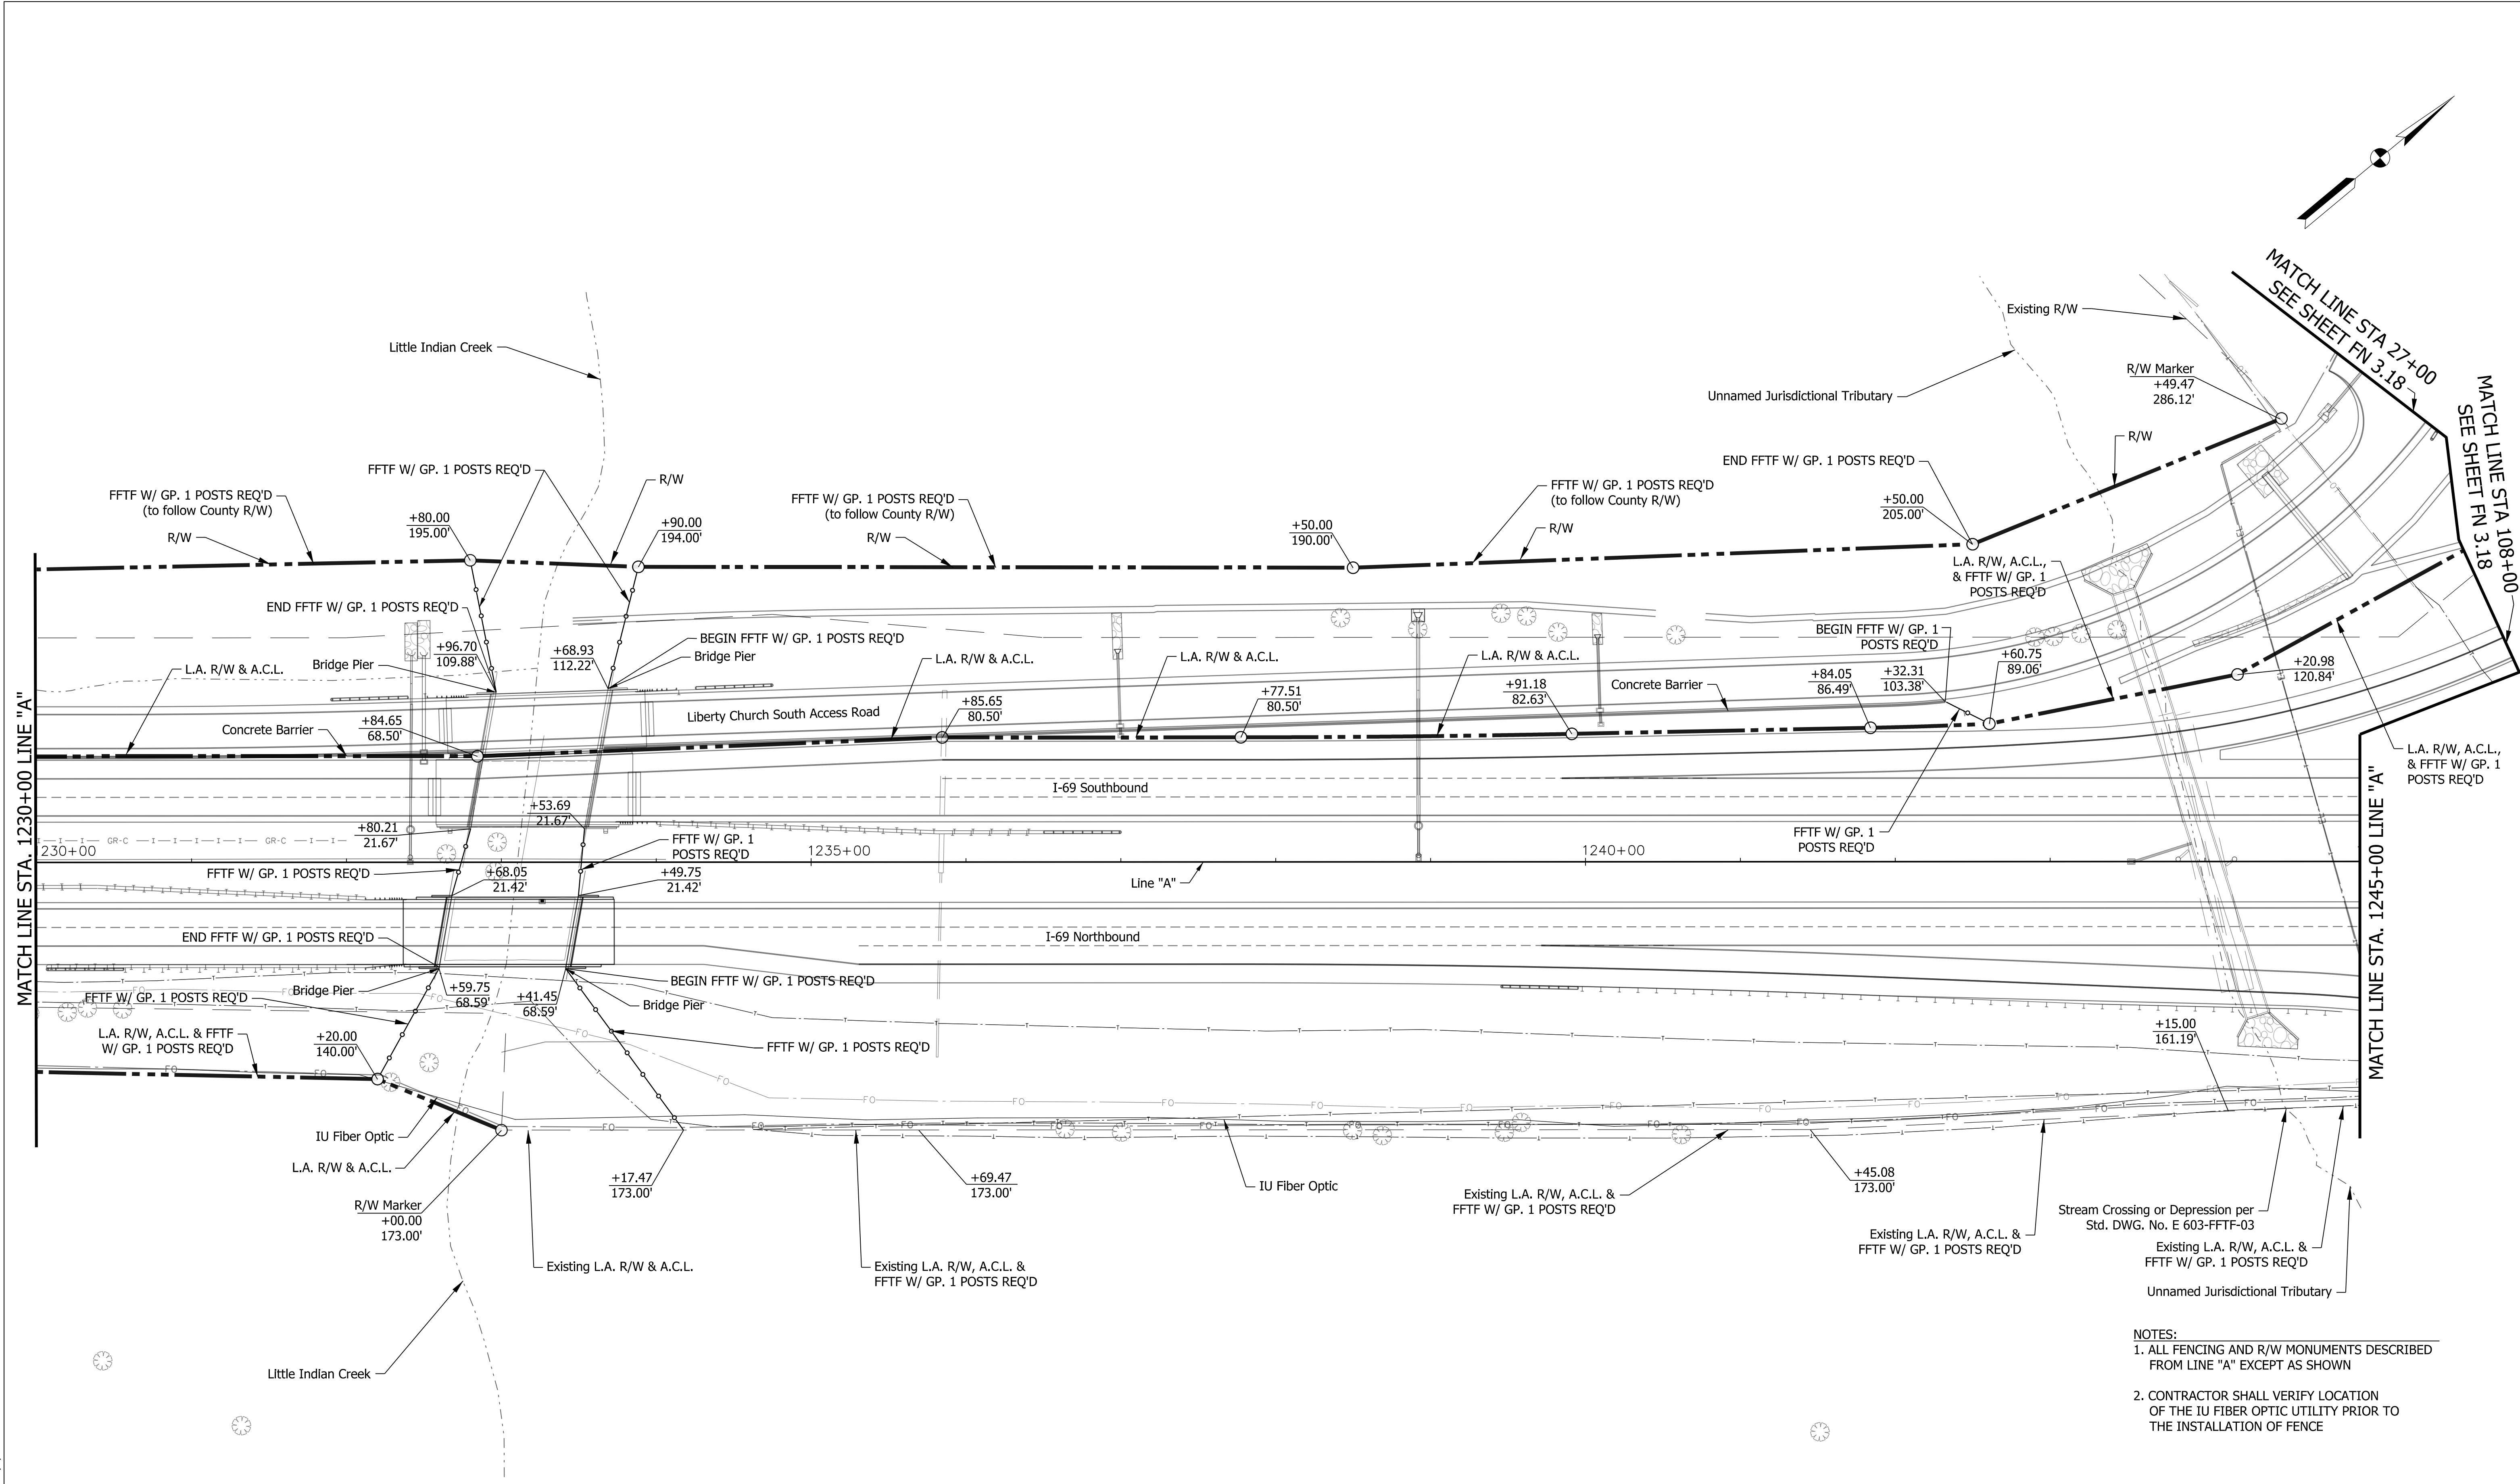 MATCH LINE STA 27+00
SEE SHEET FN 3.18
MATCH LINE STA 108+00
SEE SHEET FN 3.18
Existing R/W
Little Indian Creek
R/W Marker
+49.47
286.12'
Unnamed Jurisdictional Tributary
R/W
FFTF W/ GP. 1 POSTS REQ'D
R/W
END FFTF W/ GP. 1 POSTS REQ'D
FFTF W/ GP. 1 POSTS REQ'D
(to follow County R/W)
R/W
+80.00
195.00'
+90.00
194.00'
FFTF W/ GP. 1 POSTS REQ'D
(to follow County R/W)
R/W
+50.00
190.00'
FFTF W/ GP. 1 POSTS REQ'D
(to follow County R/W)
R/W
+50.00
205.00'
L.A. R/W, A.C.L.,
& FFTF W/ GP. 1
POSTS REQ'D
END FFTF W/ GP. 1 POSTS REQ'D
+96.70
109.88'
Bridge Pier
L.A. R/W & A.C.L.
+68.93
112.22'
BEGIN FFTF W/ GP. 1 POSTS REQ'D
Bridge Pier
L.A. R/W & A.C.L.
L.A. R/W & A.C.L.
L.A. R/W & A.C.L.
BEGIN FFTF W/ GP. 1
POSTS REQ'D
+60.75
89.06'
+32.31
103.38'
+84.05
86.49'
+20.98
120.84'
+91.18
82.63'
Concrete Barrier
+77.51
80.50'
+85.65
80.50'
Liberty Church South Access Road
+84.65
68.50'
Concrete Barrier
L.A. R/W, A.C.L.,
& FFTF W/ GP. 1
POSTS REQ'D
MATCH LINE STA. 1230+00 LINE "A"
MATCH LINE STA. 1245+00 LINE "A"
I-69 Southbound
+53.69
21.67'
+80.21
21.67'
GR-C
GR-C
FFTF W/ GP. 1
POSTS REQ'D
FFTF W/ GP. 1
POSTS REQ'D
230+00
1235+00
1240+00
FFTF W/ GP. 1 POSTS REQ'D
+68.05
21.42'
+49.75
21.42'
Line "A"
END FFTF W/ GP. 1 POSTS REQ'D
I-69 Northbound
BEGIN FFTF W/ GP. 1 POSTS REQ'D
Bridge Pier
FFTF W/ GP. 1 POSTS REQ'D
+59.75
68.59'
+41.45
68.59'
Bridge Pier
L.A. R/W, A.C.L. & FFTF
W/ GP. 1 POSTS REQ'D
+20.00
140.00'
FFTF W/ GP. 1 POSTS REQ'D
+15.00
161.19'
IU Fiber Optic
L.A. R/W & A.C.L.
+17.47
173.00'
+69.47
173.00'
IU Fiber Optic
Existing L.A. R/W, A.C.L. &
FFTF W/ GP. 1 POSTS REQ'D
+45.08
173.00'
R/W Marker
+00.00
173.00'
Stream Crossing or Depression per
Std. DWG. No. E 603-FFTF-03
Existing L.A. R/W, A.C.L. &
FFTF W/ GP. 1 POSTS REQ'D
Existing L.A. R/W, A.C.L. &
FFTF W/ GP. 1 POSTS REQ'D
Existing L.A. R/W & A.C.L.
Existing L.A. R/W, A.C.L. &
FFTF W/ GP. 1 POSTS REQ'D
Unnamed Jurisdictional Tributary
Little Indian Creek
NOTES:
1. ALL FENCING AND R/W MONUMENTS DESCRIBED
FROM LINE "A" EXCEPT AS SHOWN
2. CONTRACTOR SHALL VERIFY LOCATION
OF THE IU FIBER OPTIC UTILITY PRIOR TO
THE INSTALLATION OF FENCE